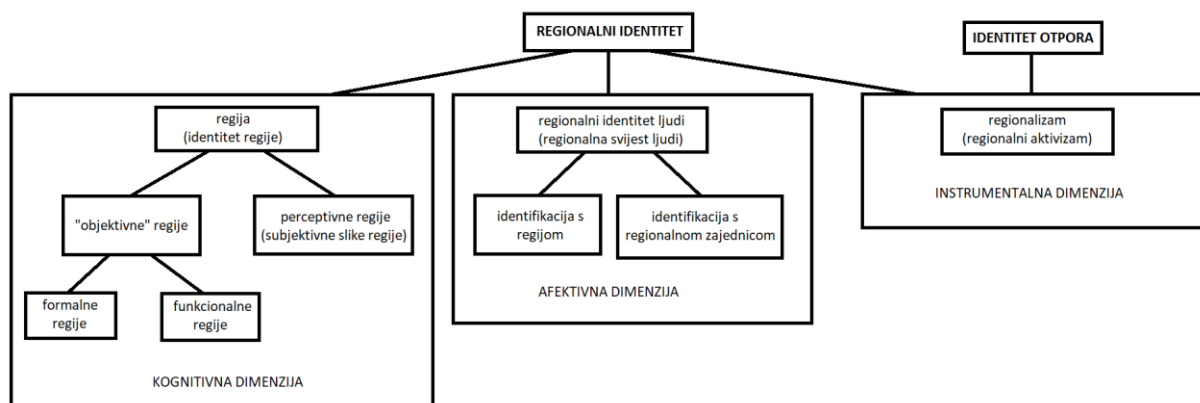 REGIONALNI IDENTITET
IDENTITET OTPORA
regija
(identitet regije)
"objektivne" regije
perceptivne regije
(subjektivne slike regije)
formalne
regije
funkcionalne
regije
KOGNITIVNA DIMENZIJA
regionalni identitet ljudi
(regionalna svijest ljudi)
identifikacija s
regijom
identifikacija s
regionalnom zajednicom
AFEKTIVNA DIMENZIJA
regionalizam
(regionalni aktivizam)
INSTRUMENTALNA DIMENZIJA